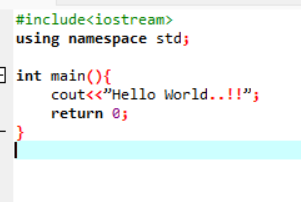 #include<iostream>
using namespace std;
int main(){
cout<<”Hello World..!!”;
return 0;
}